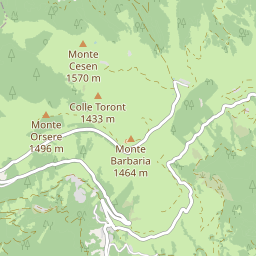 Monte
Cesen
1570 m
Colle Toront
1433 m
Monte
Orsere
1496 m
Monte
Barbaria
1464 m